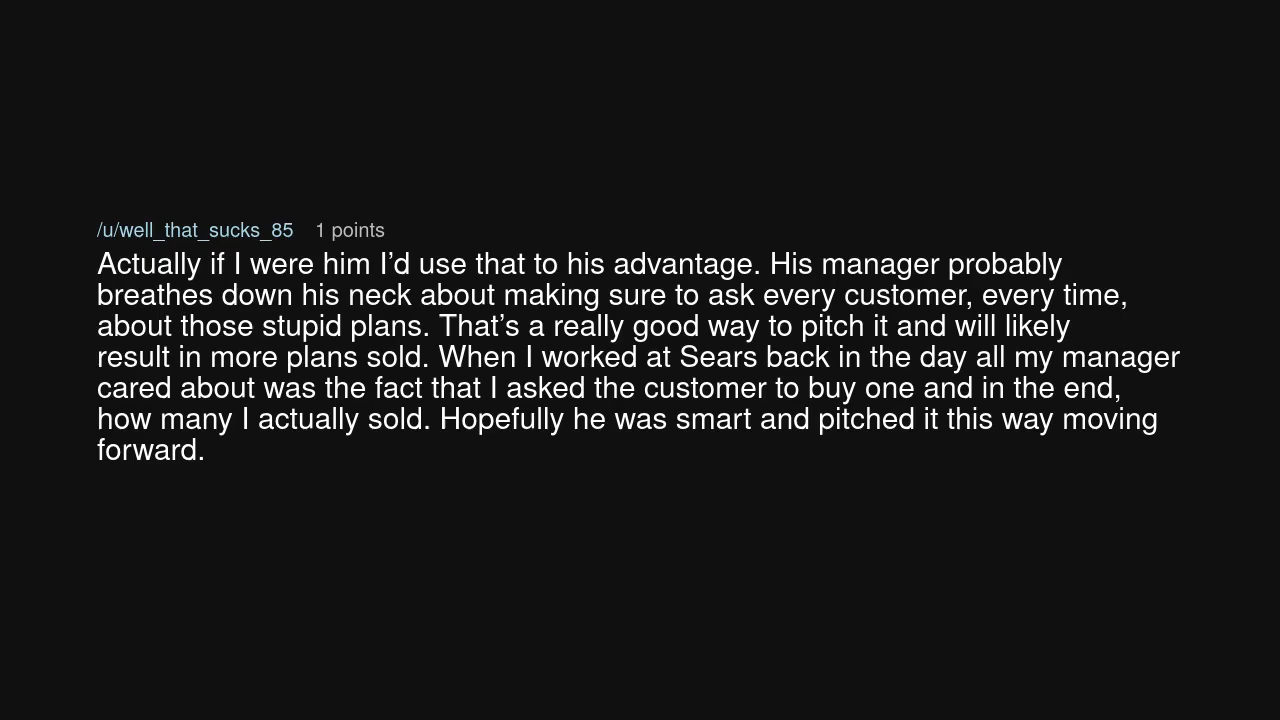 /u/well_that_sucks_85 1 points
Actually if I were him I’d use that to his advantage. His manager probably
breathes down his neck about making sure to ask every customer, every time,
about those stupid plans. That’s a really good way to pitch it and will likely
result in more plans sold. When I worked at Sears back in the day all my manager
cared about was the fact that I asked the customer to buy one and in the end,
how many I actually sold. Hopefully he was smart and pitched it this way moving
forward.